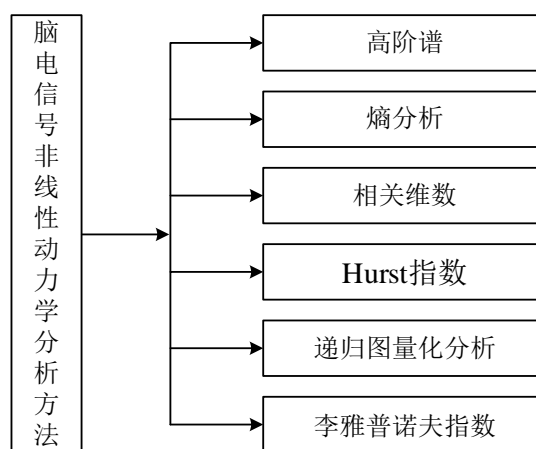 脑电信号非线性动力学分析方法
高阶谱
熵分析
相关维数
Hurst指数
递归图量化分析
李雅普诺夫指数